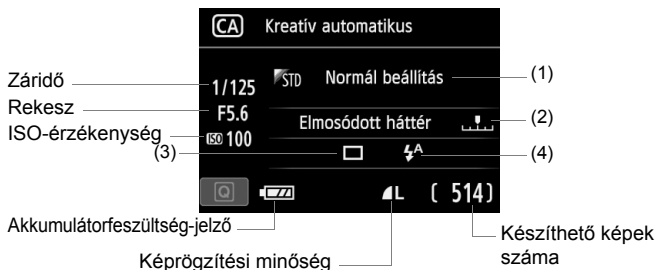 CA Kreatív automatikus
Záridő
1/125
STD Normál beállítás
(1)
Rekesz
F5.6
Elmosódott háttér
(2)
ISO-érzékenység
ISO 100
(3)
A
(4)
Q
L
( 514)
Akkumulátorfeszültség-jelző
Képrögzítési minőség
Készíthető képek
száma